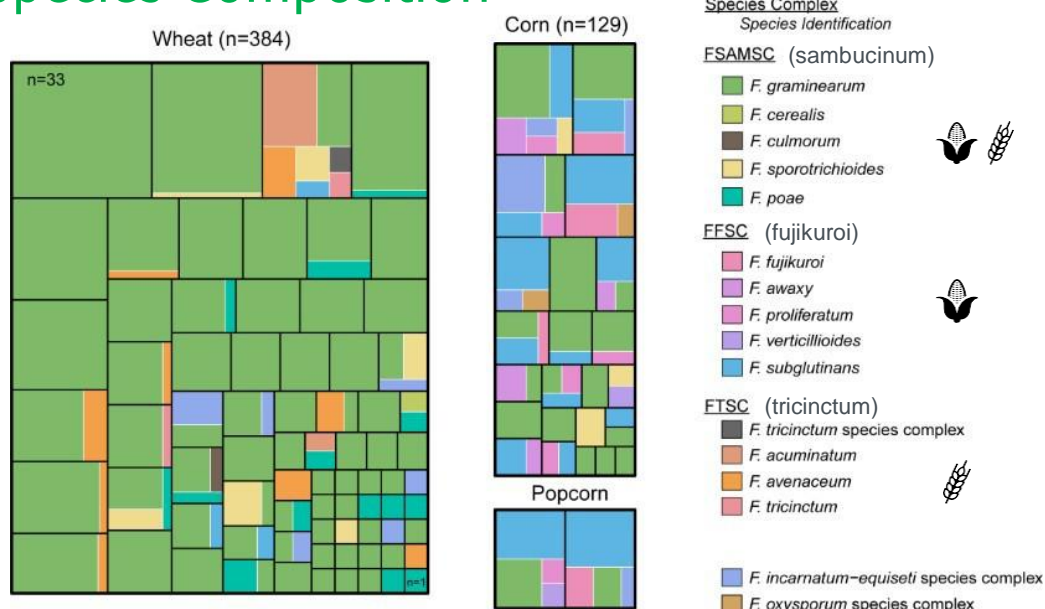 Species Composition
Wheat (n=384)
n=33
n=1
Corn (n=129)
Popcorn
Species Complex
Species Identification
FSAMSC (sambucinum)
F. graminearum
F. cerealis
F. culmorum
F. sporotrichioides
F. poae
FFSC (fujikuroi)
F. fujikuroi
F. awaxy
F. proliferatum
F. verticillioides
F. subglutinans
FTSC (tricinctum)
F. tricinctum species complex
F. acuminatum
F. avenaceum
F. tricinctum
F. incarnatum-equiseti species complex
F. oxysporum species complex